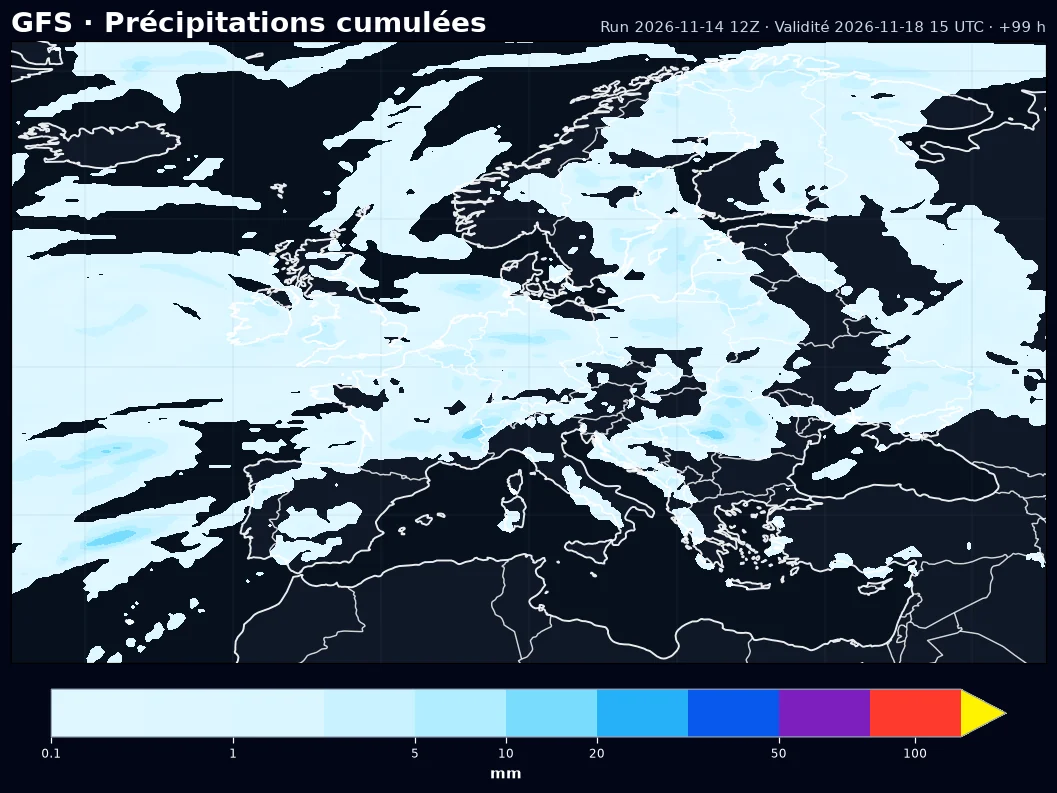 GFS · Précipitations cumulées
Run 2026-11-14 12Z · Validité 2026-11-18 15 UTC · +99 h
0.1 1 5 10 20 50 100
mm